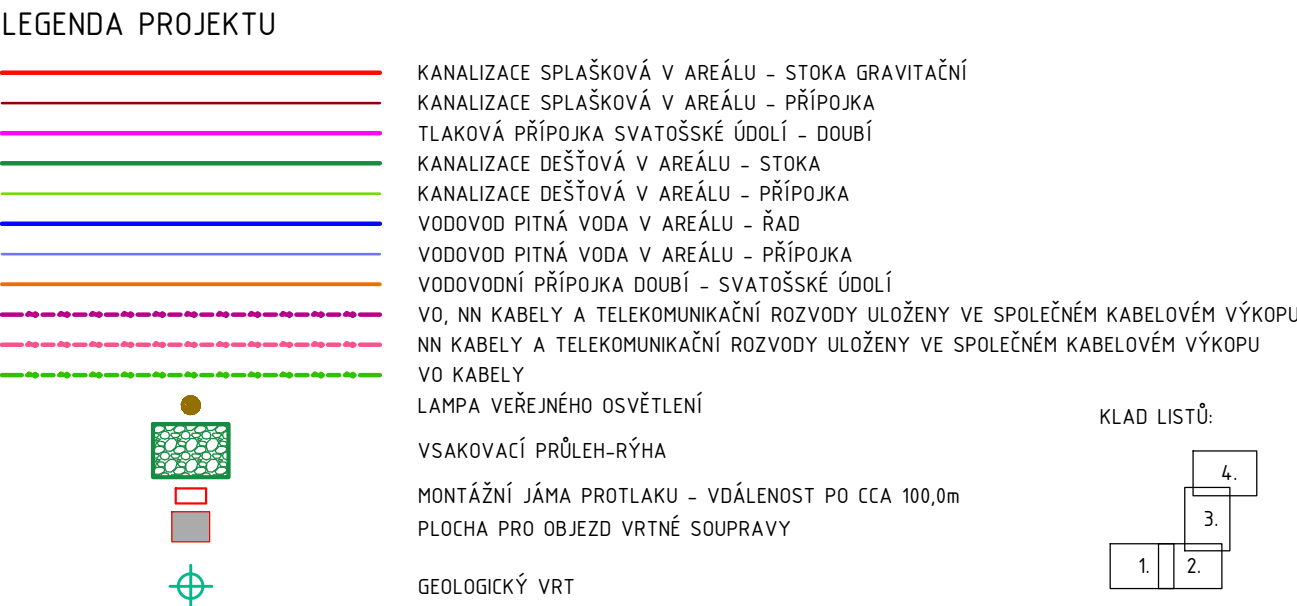 LEGENDA PROJEKTU
KANALIZACE SPLAŠKOVÁ V AREÁLU - STOKA GRAVITAČNÍ
KANALIZACE SPLAŠKOVÁ V AREÁLU - PŘÍPOJKA
TLAKOVÁ PŘÍPOJKA SVATOŠSKÉ ÚDOLÍ - DOUBÍ
KANALIZACE DEŠŤOVÁ V AREÁLU - STOKA
KANALIZACE DEŠŤOVÁ V AREÁLU - PŘÍPOJKA
VODOVOD PITNÁ VODA V AREÁLU - ŘAD
VODOVOD PITNÁ VODA V AREÁLU - PŘÍPOJKA
VODOVODNÍ PŘÍPOJKA DOUBÍ - SVATOŠSKÉ ÚDOLÍ
VO, NN KABELY A TELEKOMUNIKAČNÍ ROZVODY ULOŽENY VE SPOLEČNÉM KABELOVÉM VÝKOPU
NN KABELY A TELEKOMUNIKAČNÍ ROZVODY ULOŽENY VE SPOLEČNÉM KABELOVÉM VÝKOPU
VO KABELY
LAMPA VEŘEJNÉHO OSVĚTLENÍ
VSAKOVACÍ PRŮLEH-RÝHA
MONTÁŽNÍ JÁMA PROTLAKU - VDÁLENOST PO CCA 100,0m
PLOCHA PRO OBJEZD VRTNÉ SOUPRAVY
GEOLOGICKÝ VRT
KLAD LISTŮ:
4.
3.
1. 2.